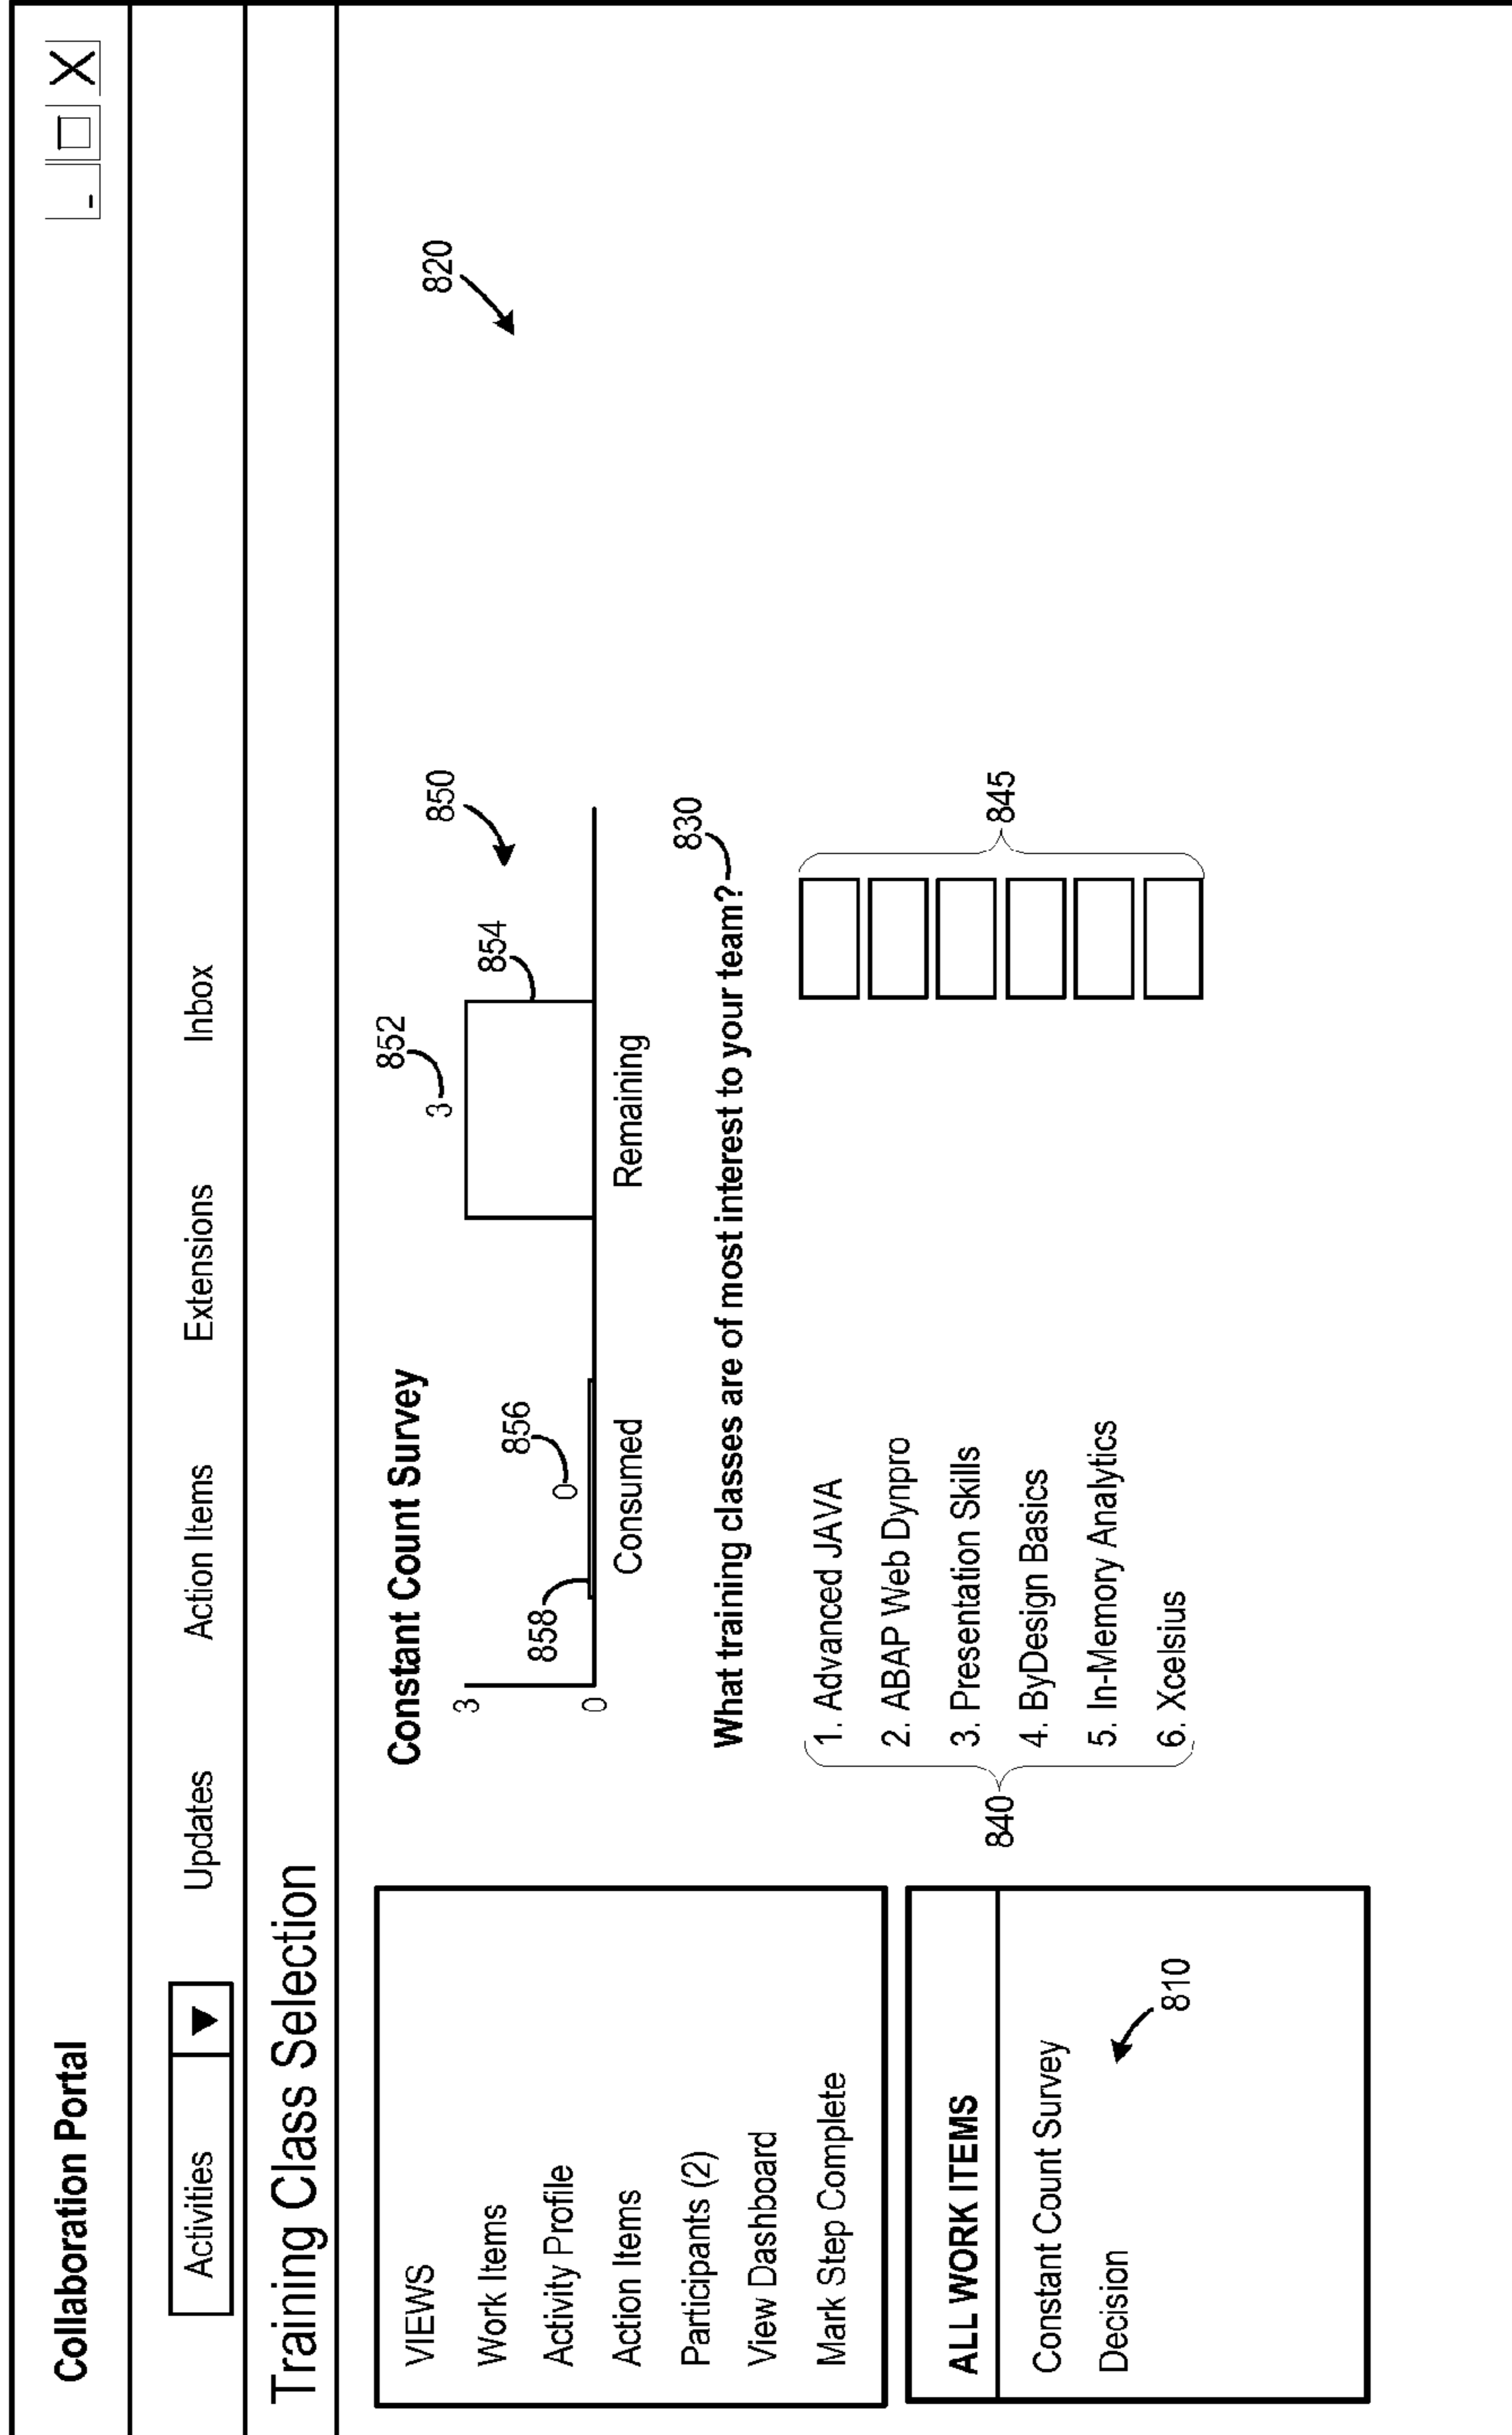 Collaboration Portal
- X
Activities ▼ Updates Action Items Extensions Inbox
Training Class Selection
VIEWS
Work Items
Activity Profile
Action Items
Participants (2)
View Dashboard
Mark Step Complete
ALL WORK ITEMS
Constant Count Survey
Decision
810
Constant Count Survey
820
850
852
3
3
854
856
0
858
0
Consumed Remaining
What training classes are of most interest to your team? 830
840
1. Advanced JAVA
2. ABAP Web Dynpro
3. Presentation Skills
4. ByDesign Basics
5. In-Memory Analytics
6. Xcelsius
845